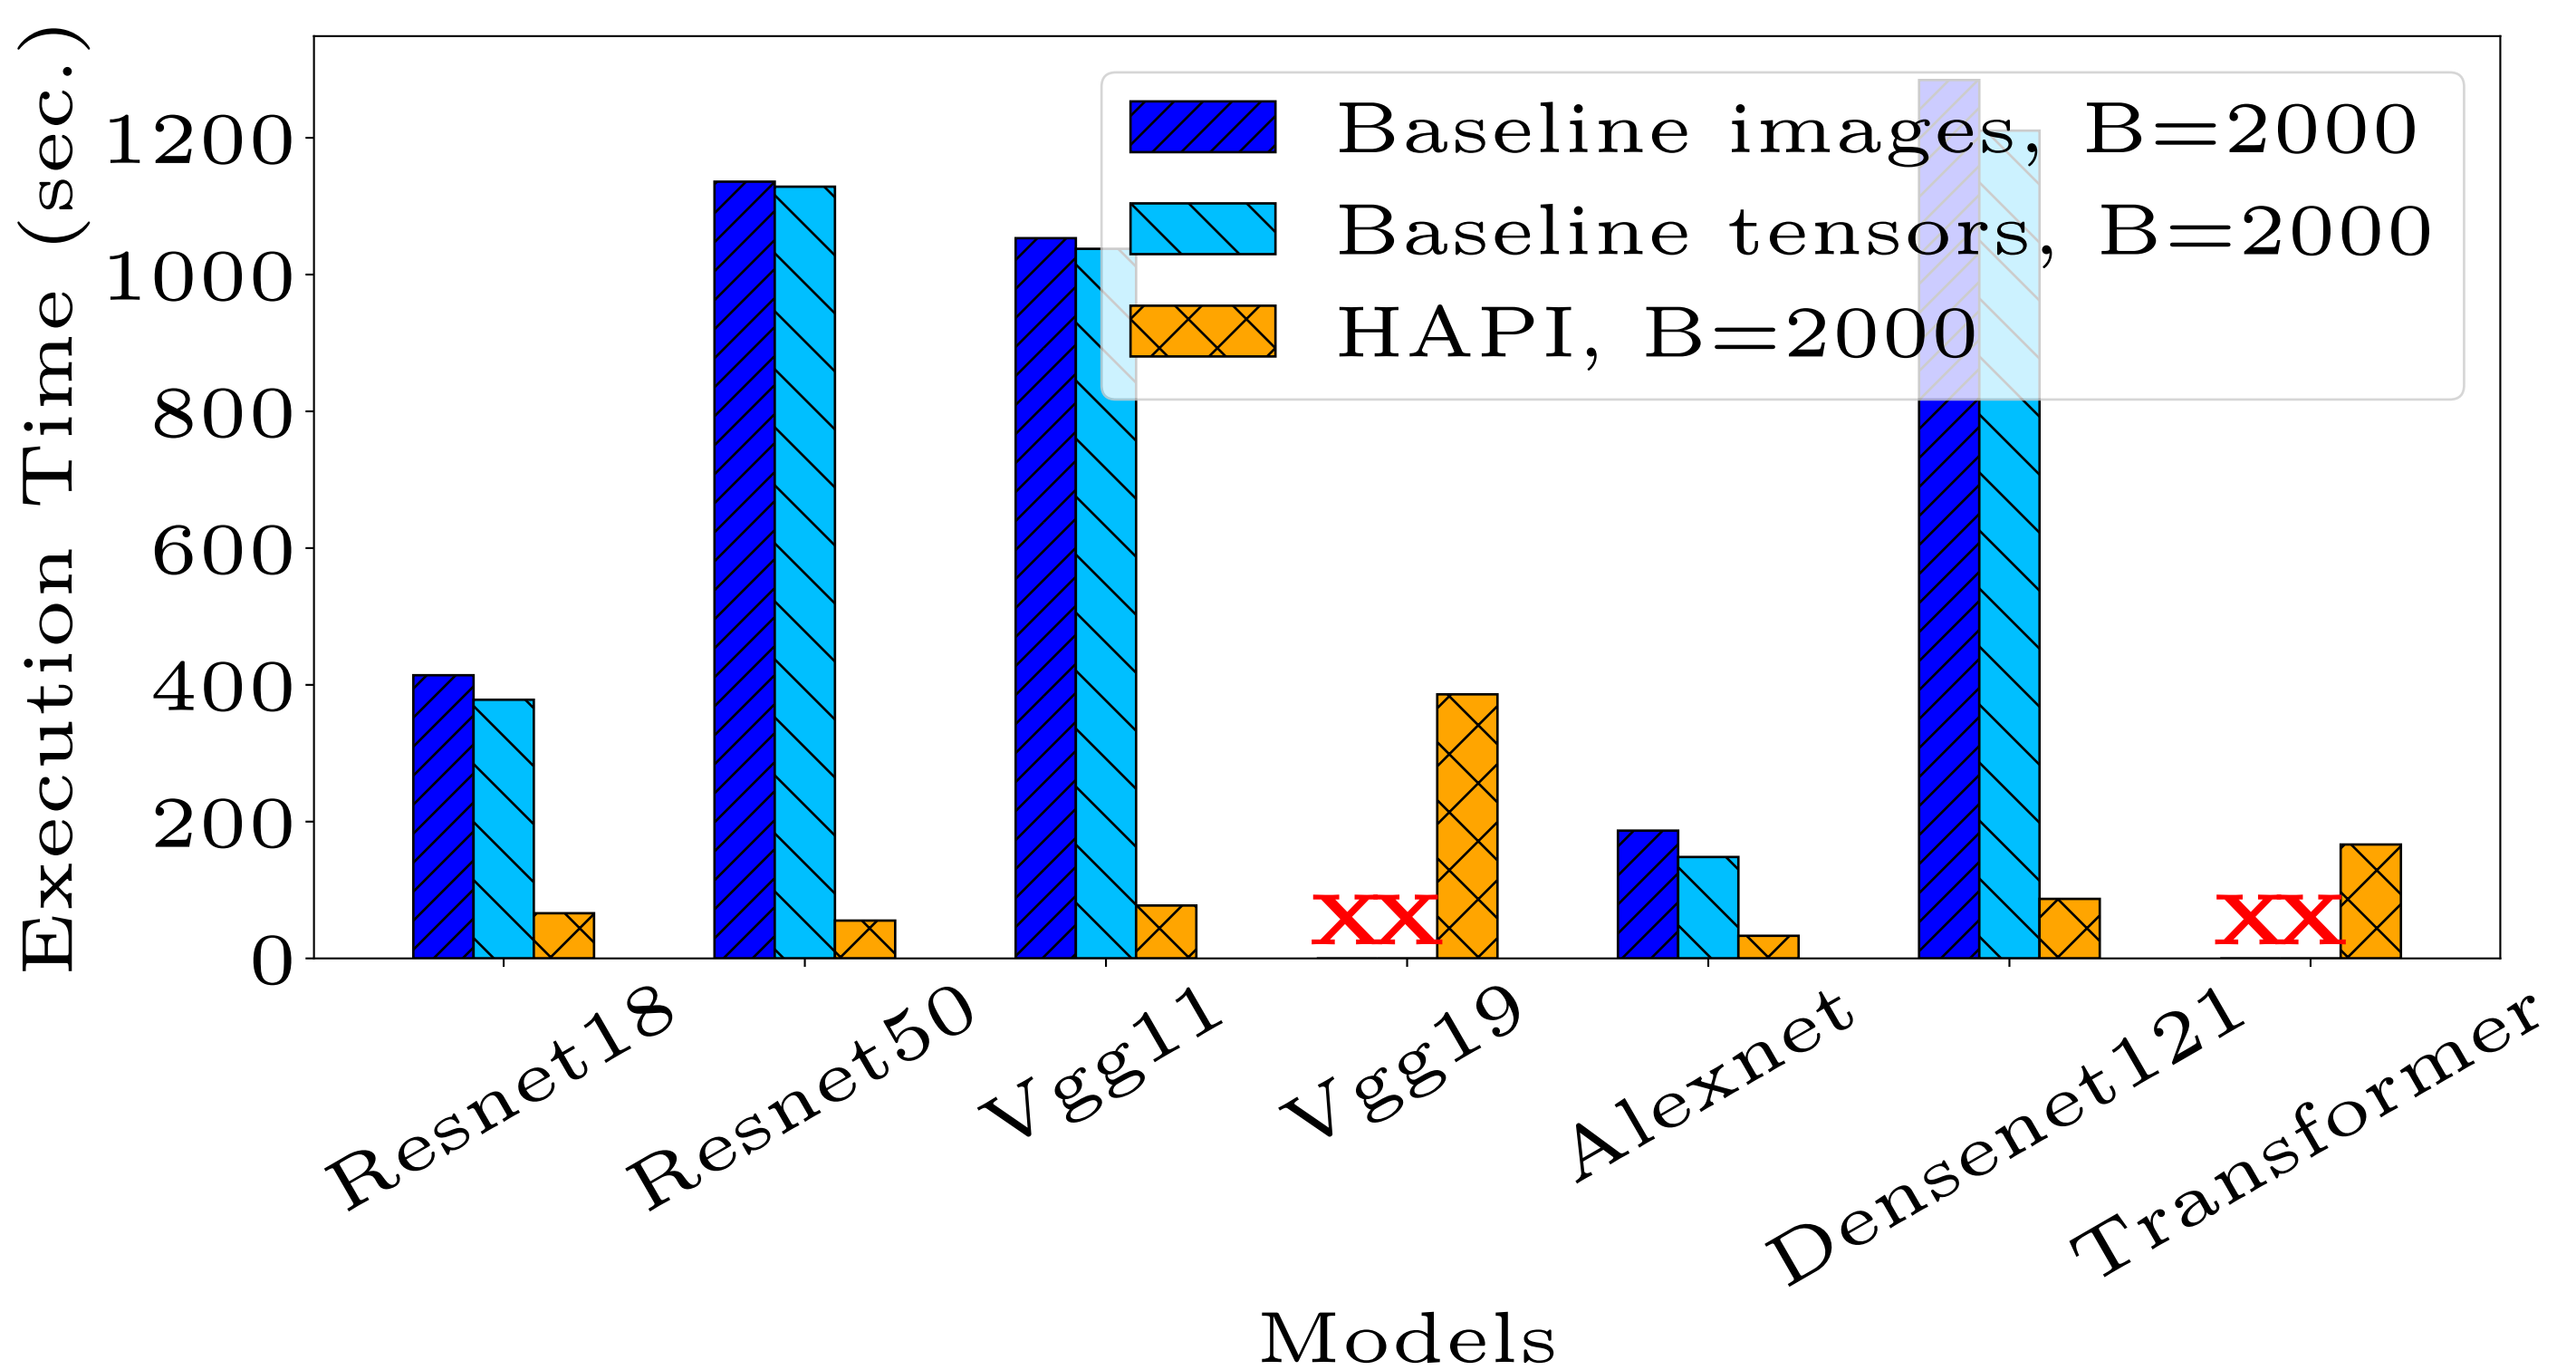 Execution Time (sec.)
1200
1000
800
600
400
200
0
Baseline images, B=2000
Baseline tensors, B=2000
HAPI, B=2000
XX
XX
Resnet18
Resnet50
Vgg11
Vgg19
Alexnet
Densenet121
Transformer
Models